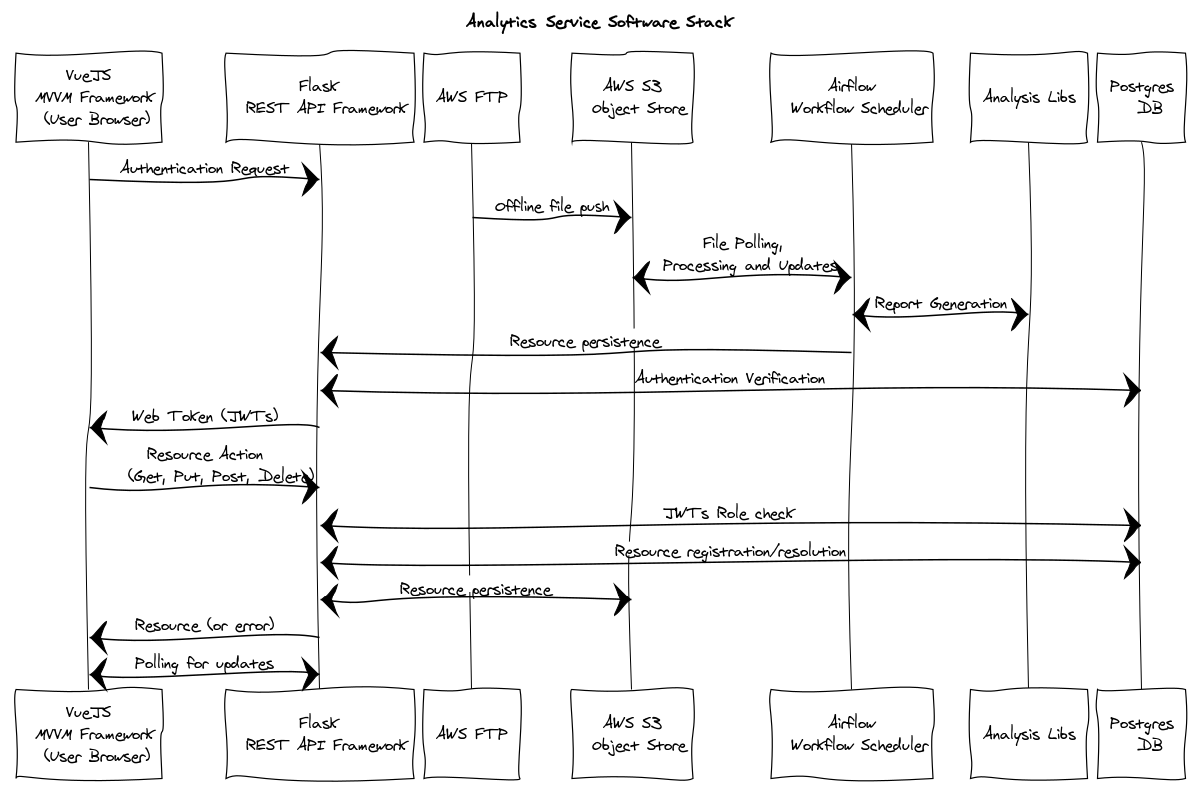 Analytics Service Software Stack
VueJS
MVVM Framework
(User Browser)
Flask
REST API Framework
AWS FTP
AWS S3
Object Store
Airflow
Workflow Scheduler
Analysis Libs
Postgres
DB
Authentication Request
Offline file push
File Polling,
Processing and Updates
Report Generation
Resource persistence
Authentication Verification
Web Token (JWTs)
Resource Action
(Get, Put, Post, Delete)
JWTs Role check
Resource registration/resolution
Resource persistence
Resource (or error)
Polling for updates
VueJS
MVVM Framework
(User Browser)
Flask
REST API Framework
AWS FTP
AWS S3
Object Store
Airflow
Workflow Scheduler
Analysis Libs
Postgres
DB